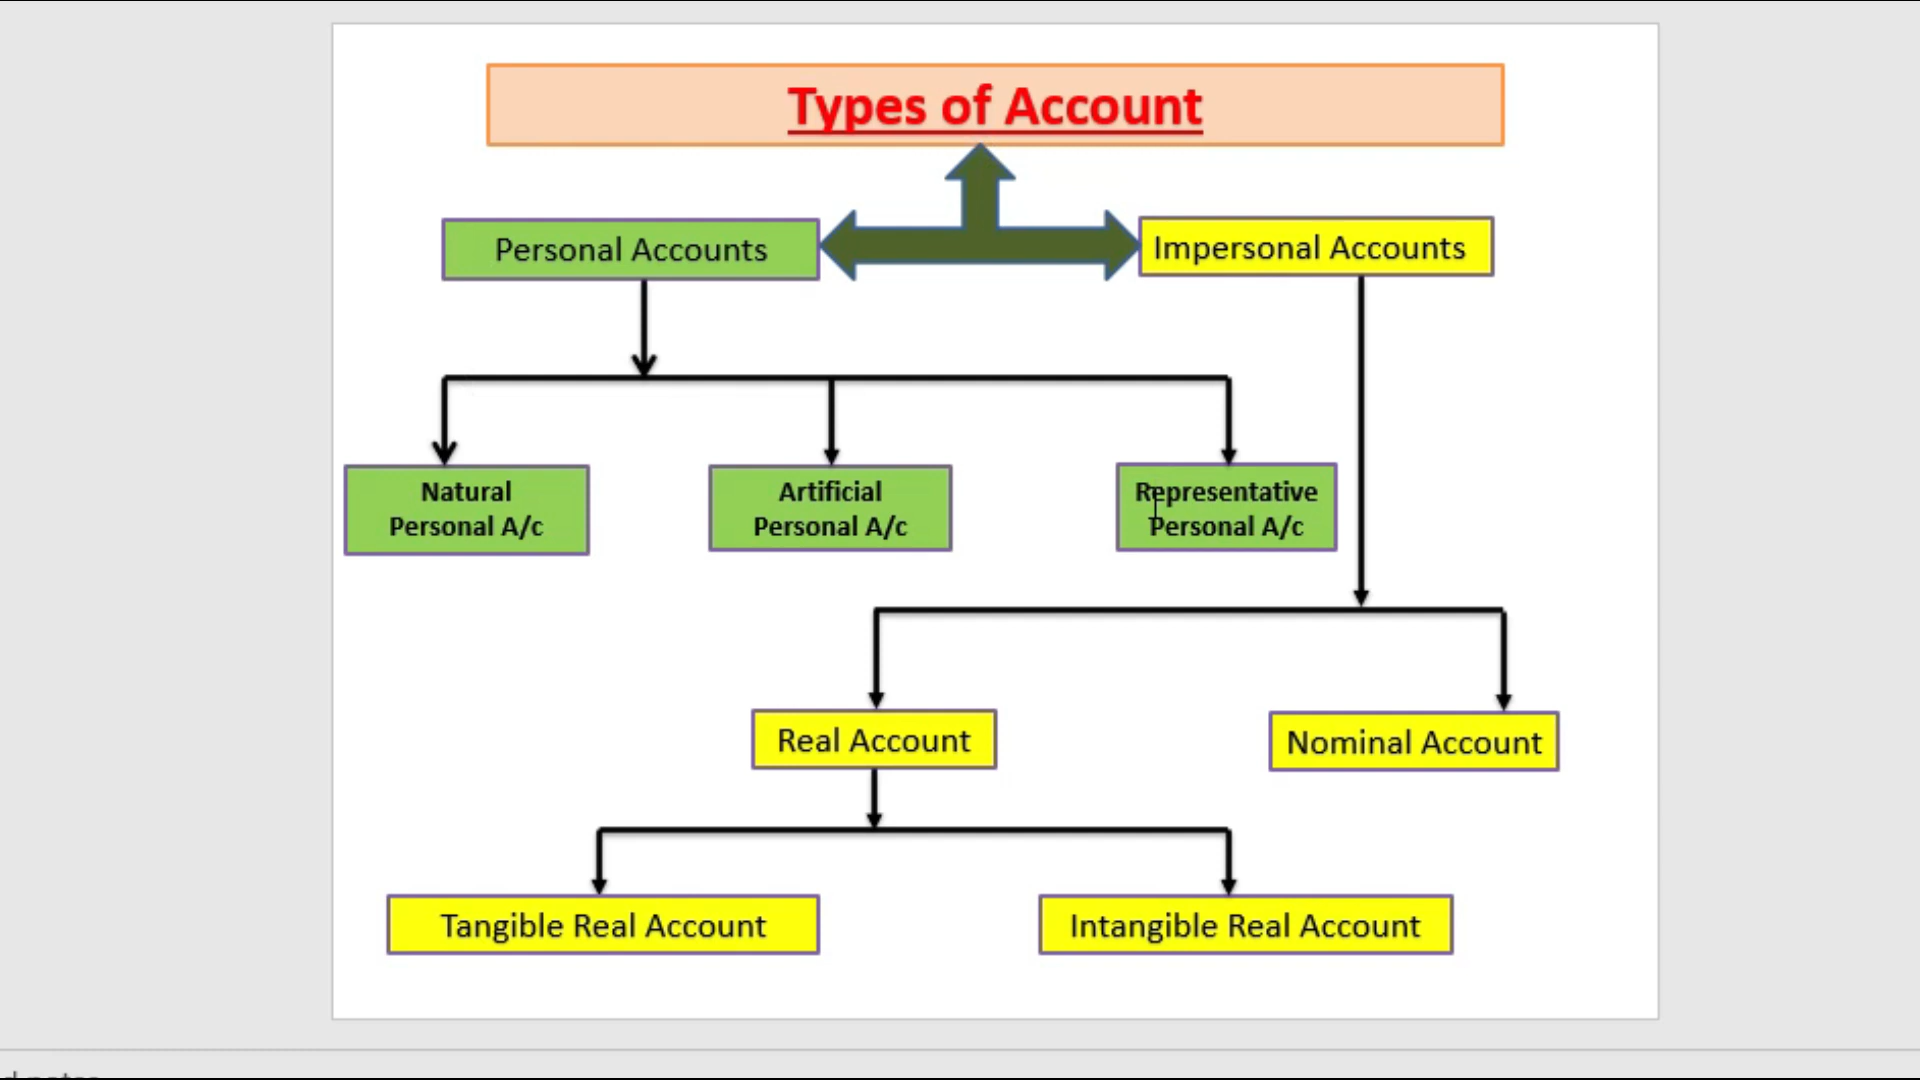 Types of Account
Personal Accounts
Impersonal Accounts
Natural
Personal A/c
Artificial
Personal A/c
Representative
Personal A/c
Real Account
Nominal Account
Tangible Real Account
Intangible Real Account